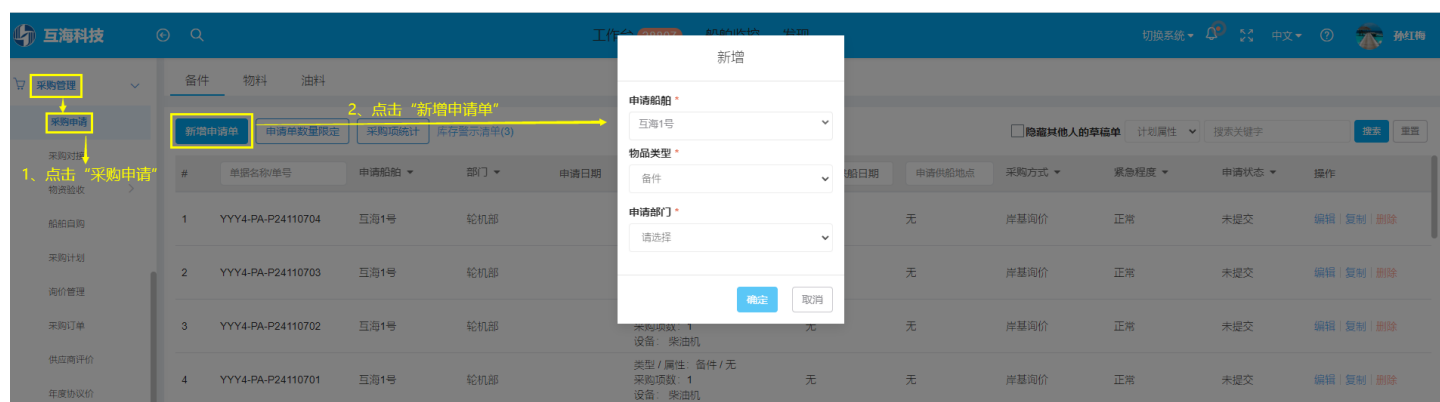 互海科技
工作台
切换系统
中文
孙红梅
采购管理
采购申请
1、点击“采购申请”
物资验收
船舶自购
采购计划
询价管理
采购订单
供应商评价
年度协议价
备件 物料 油料
2、点击“新增申请单”
新增申请单 申请单数量限定 采购项统计 库存警示清单(3)
隐藏其他人的草稿单 计划属性 搜索关键字 搜索 重置
# 单据名称/单号 申请船舶 部门 申请日期 船日期 申请供船地点 采购方式 紧急程度 申请状态 操作
1 YYY4-PA-P24110704 互海1号 轮机部 无 岸基询价 正常 未提交 编辑 复制 删除
2 YYY4-PA-P24110703 互海1号 轮机部 无 岸基询价 正常 未提交 编辑 复制 删除
3 YYY4-PA-P24110702 互海1号 轮机部 采购项数: 1 无 无 岸基询价 正常 未提交 编辑 复制 删除
设备: 柴油机
类型 / 属性: 备件 / 无
4 YYY4-PA-P24110701 互海1号 轮机部 采购项数: 1 无 无 岸基询价 正常 未提交 编辑 复制 删除
设备: 柴油机
新增
申请船舶 *
互海1号
物品类型 *
备件
申请部门 *
请选择
确定 取消